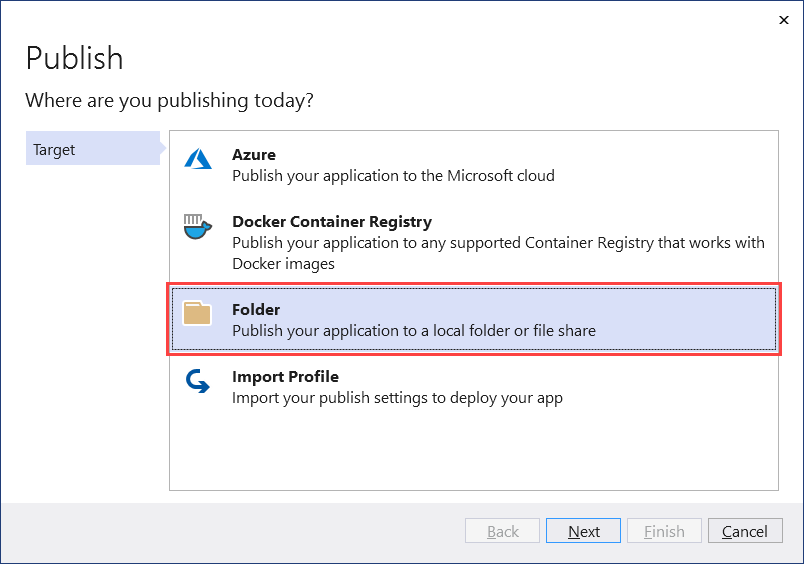 Publish
Where are you publishing today?
Target
Azure
Publish your application to the Microsoft cloud
Docker Container Registry
Publish your application to any supported Container Registry that works with
Docker images
Folder
Publish your application to a local folder or file share
Import Profile
Import your publish settings to deploy your app
Back
Next
Finish
Cancel